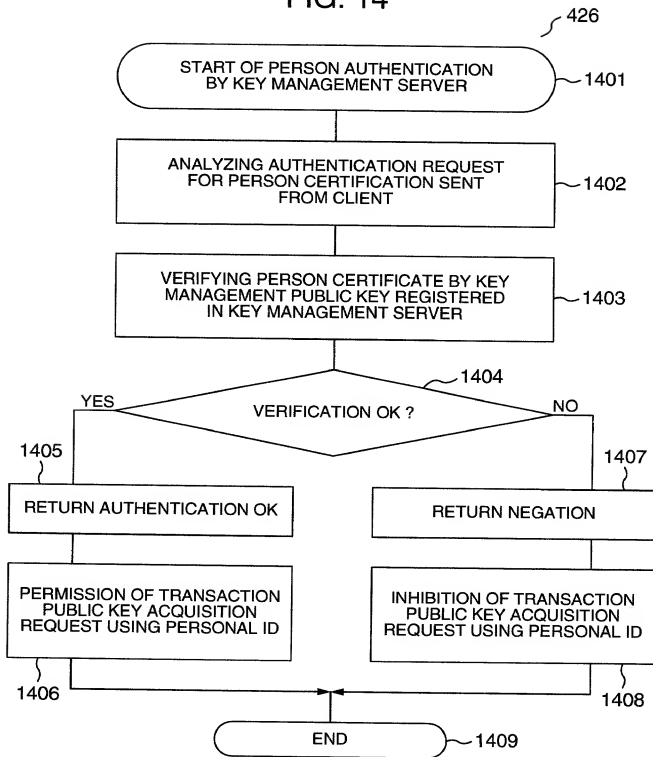 FIG. 14
426
START OF PERSON AUTHENTICATION
BY KEY MANAGEMENT SERVER
1401
ANALYZING AUTHENTICATION REQUEST
FOR PERSON CERTIFICATION SENT
FROM CLIENT
1402
VERIFYING PERSON CERTIFICATE BY KEY
MANAGEMENT PUBLIC KEY REGISTERED
IN KEY MANAGEMENT SERVER
1403
1404
YES
VERIFICATION OK ?
NO
1405
1407
RETURN AUTHENTICATION OK
RETURN NEGATION
PERMISSION OF TRANSACTION
PUBLIC KEY ACQUISITION
REQUEST USING PERSONAL ID
INHIBITION OF TRANSACTION
PUBLIC KEY ACQUISITION
REQUEST USING PERSONAL ID
1406
1408
END
1409